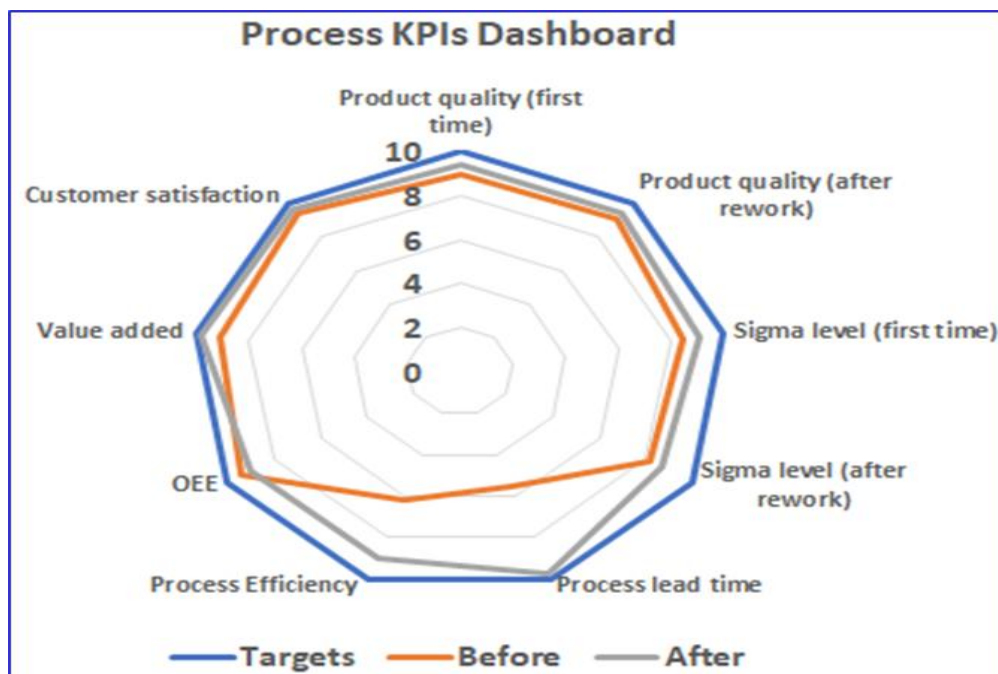 Process KPIs Dashboard
Product quality (first
time)
Product quality (after
rework)
Sigma level (first time)
Sigma level (after
rework)
Process lead time
Process Efficiency
OEE
Value added
Customer satisfaction
10
8
6
4
2
0
Targets
Before
After